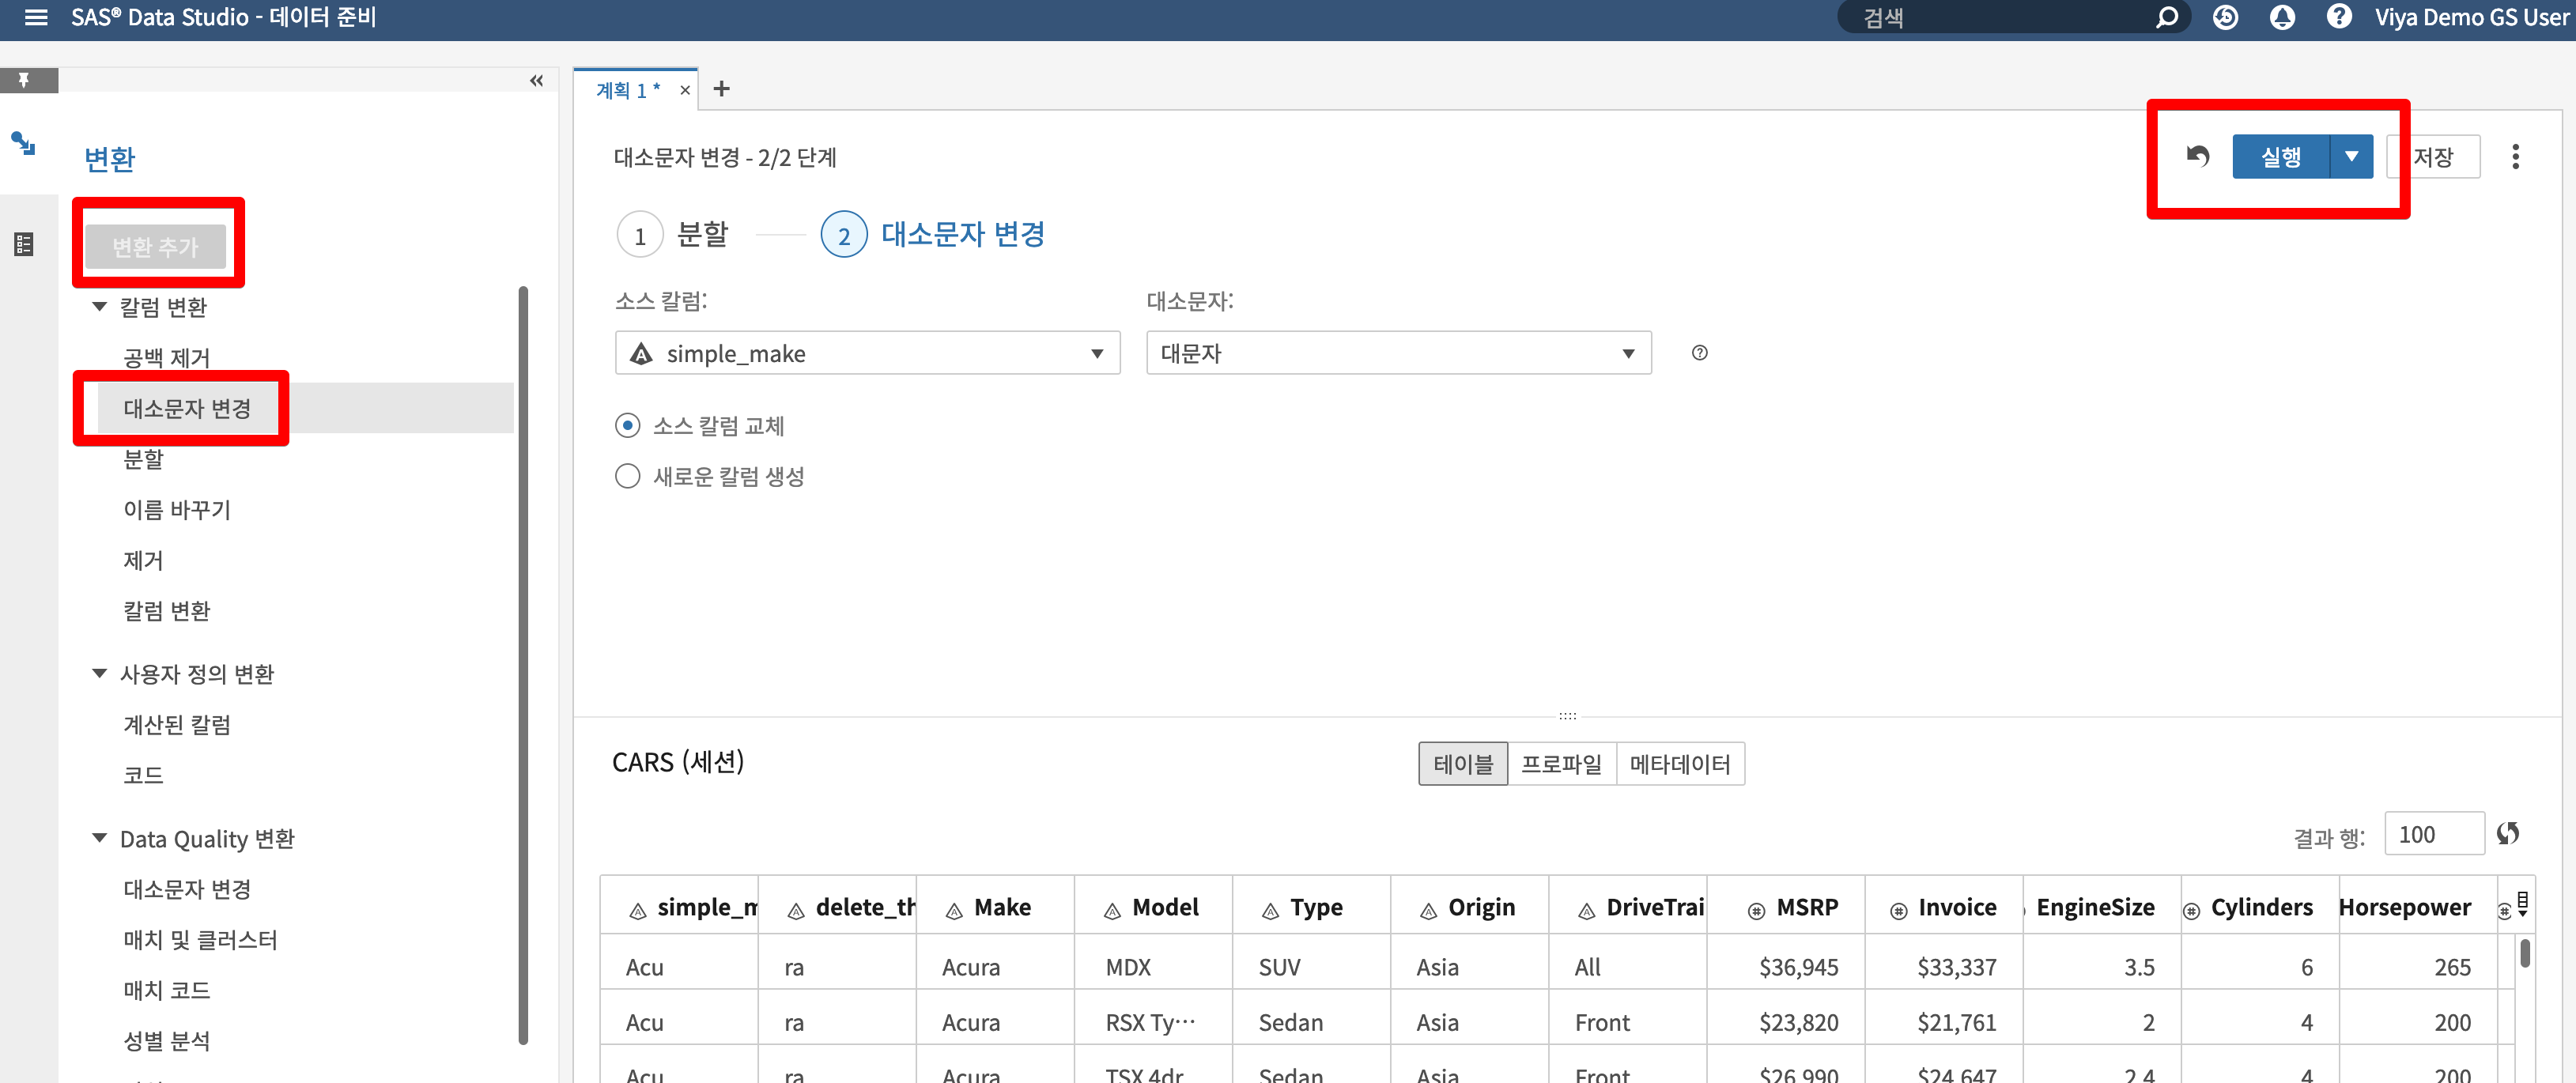 SAS® Data Studio - 데이터 준비
검색
Viya Demo GS User
변환
변환 추가
칼럼 변환
공백 제거
대소문자 변경
분할
이름 바꾸기
제거
칼럼 변환
사용자 정의 변환
계산된 칼럼
코드
Data Quality 변환
대소문자 변경
매치 및 클러스터
매치 코드
성별 분석
계획 1 *
대소문자 변경 - 2/2 단계
실행
저장
1 분할
2 대소문자 변경
소스 칼럼:
대소문자:
simple_make
대문자
소스 칼럼 교체
새로운 칼럼 생성
CARS (세션)
테이블 프로파일 메타데이터
결과 행: 100
simple_m delete_th Make Model Type Origin DriveTrai MSRP Invoice EngineSize Cylinders Horsepower
Acu ra Acura MDX SUV Asia All $36,945 $33,337 3.5 6 265
Acu ra Acura RSX Ty… Sedan Asia Front $23,820 $21,761 2 4 200
Acu ra Acura TSX 4dr Sedan Asia Front $26,990 $24,647 2.4 4 200